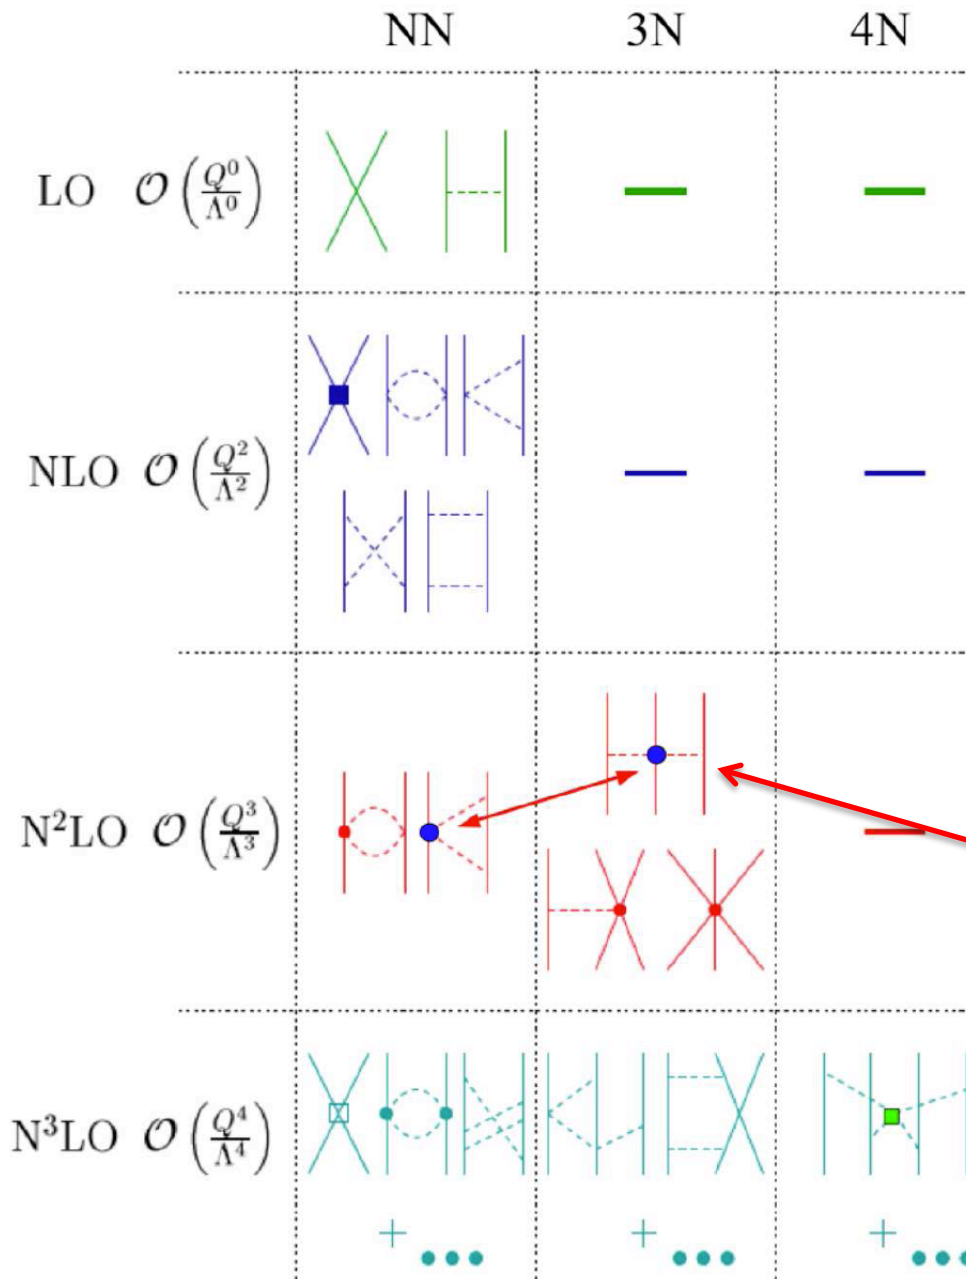 NN 3N 4N
LO 𝒪(Q⁰/Λ⁰)
NLO 𝒪(Q²/Λ²)
N²LO 𝒪(Q³/Λ³)
N³LO 𝒪(Q⁴/Λ⁴)
+ ... + ... + ...